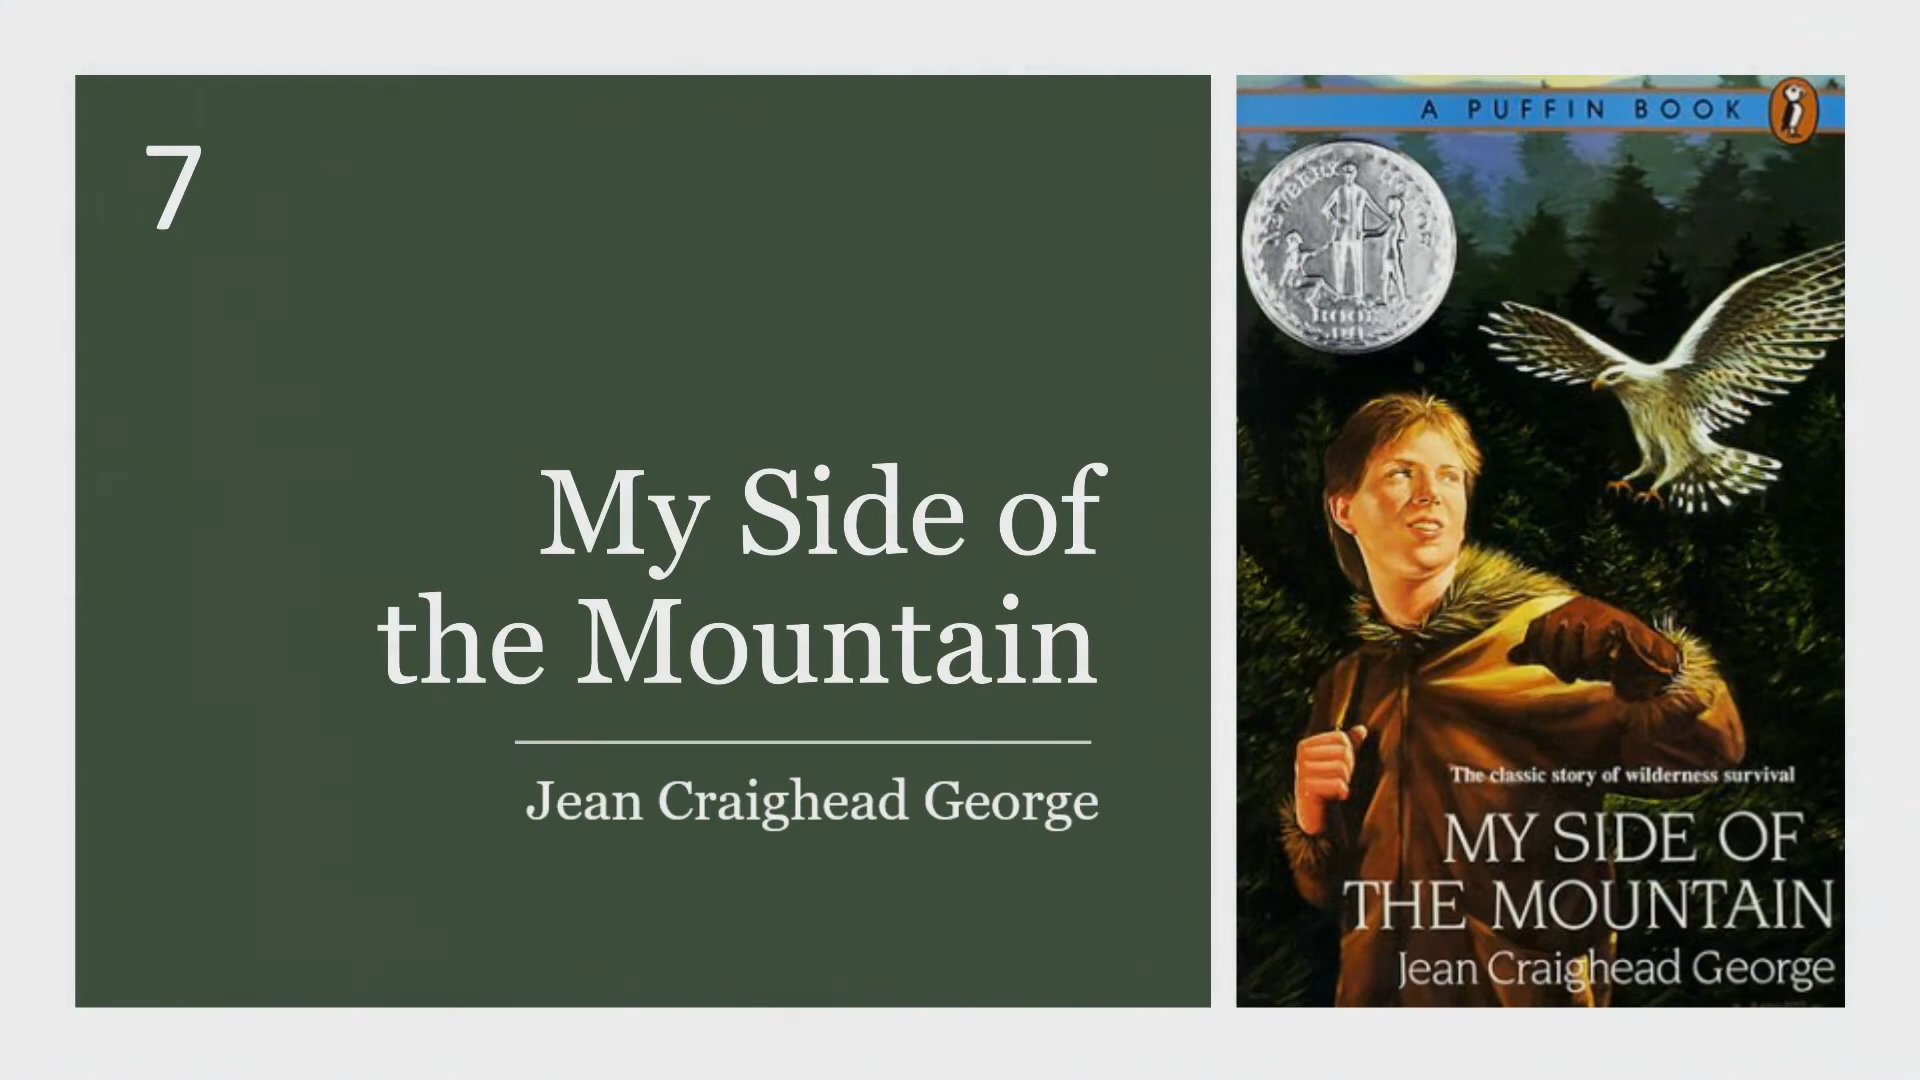 7
My Side of
the Mountain
Jean Craighead George
A PUFFIN BOOK
The classic story of wilderness survival
MY SIDE OF
THE MOUNTAIN
Jean Craighead George